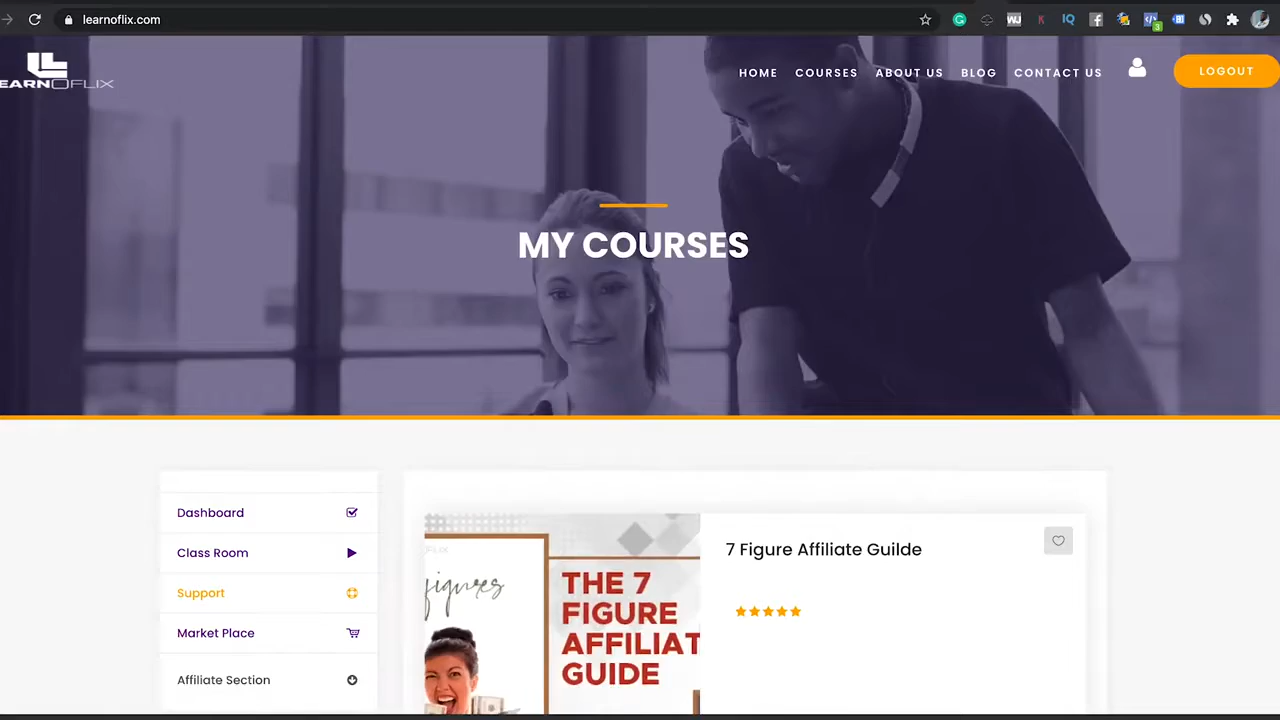 learnoflix.com
EARNOFLIX
HOME COURSES ABOUT US BLOG CONTACT US LOGOUT
MY COURSES
Dashboard
Class Room
Support
Market Place
Affiliate Section
figures
THE 7
FIGURE
AFFILIAT
GUIDE
7 Figure Affiliate Guilde